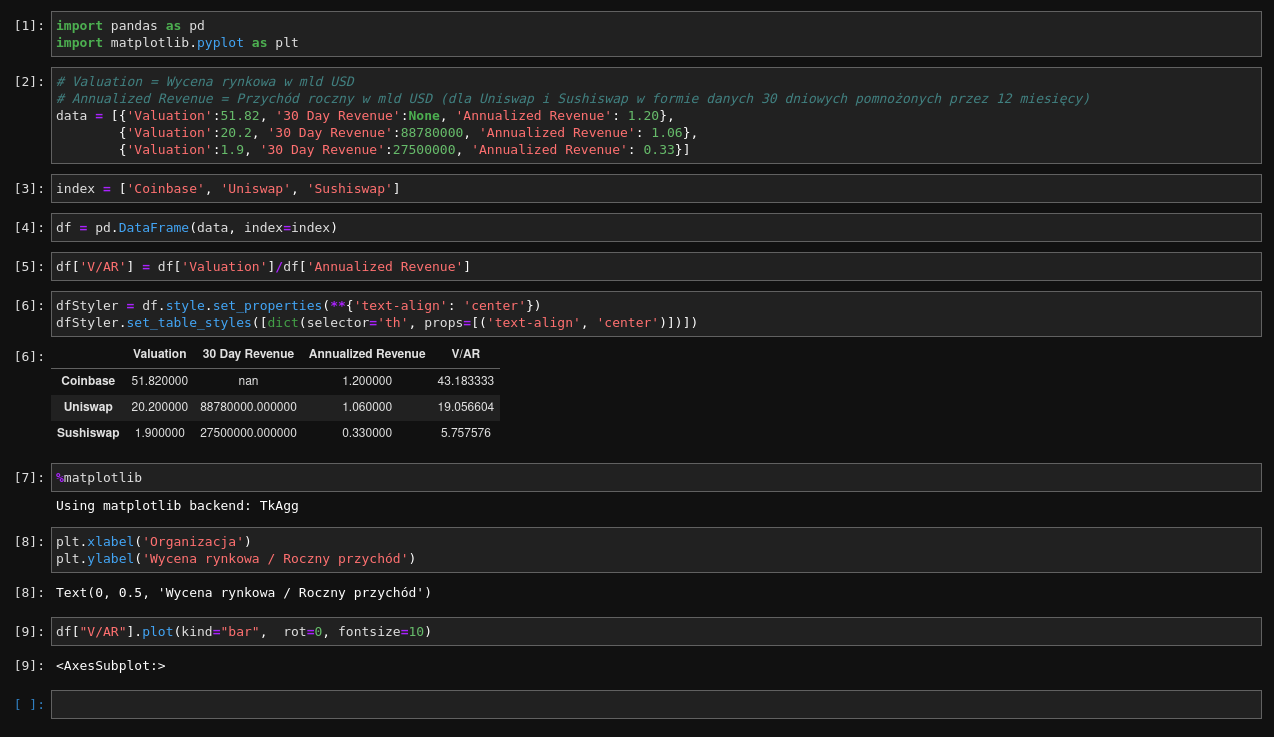 [1]: import pandas as pd
import matplotlib.pyplot as plt
[2]: # Valuation = Wycena rynkowa w mld USD
# Annualized Revenue = Przychód roczny w mld USD (dla Uniswap i Sushiswap w formie danych 30 dniowych pomnożonych przez 12 miesięcy)
data = [{'Valuation':51.82, '30 Day Revenue':None, 'Annualized Revenue': 1.20},
{'Valuation':20.2, '30 Day Revenue':88780000, 'Annualized Revenue': 1.06},
{'Valuation':1.9, '30 Day Revenue':27500000, 'Annualized Revenue': 0.33}]
[3]: index = ['Coinbase', 'Uniswap', 'Sushiswap']
[4]: df = pd.DataFrame(data, index=index)
[5]: df['V/AR'] = df['Valuation']/df['Annualized Revenue']
[6]: dfStyler = df.style.set_properties(**{'text-align': 'center'})
dfStyler.set_table_styles([dict(selector='th', props=[('text-align', 'center')])])
[6]: Valuation 30 Day Revenue Annualized Revenue V/AR
Coinbase 51.820000 nan 1.200000 43.183333
Uniswap 20.200000 88780000.000000 1.060000 19.056604
Sushiswap 1.900000 27500000.000000 0.330000 5.757576
[7]: %matplotlib
Using matplotlib backend: TkAgg
[8]: plt.xlabel('Organizacja')
plt.ylabel('Wycena rynkowa / Roczny przychód')
[8]: Text(0, 0.5, 'Wycena rynkowa / Roczny przychód')
[9]: df["V/AR"].plot(kind="bar",  rot=0, fontsize=10)
[9]: <AxesSubplot:>
[ ]: